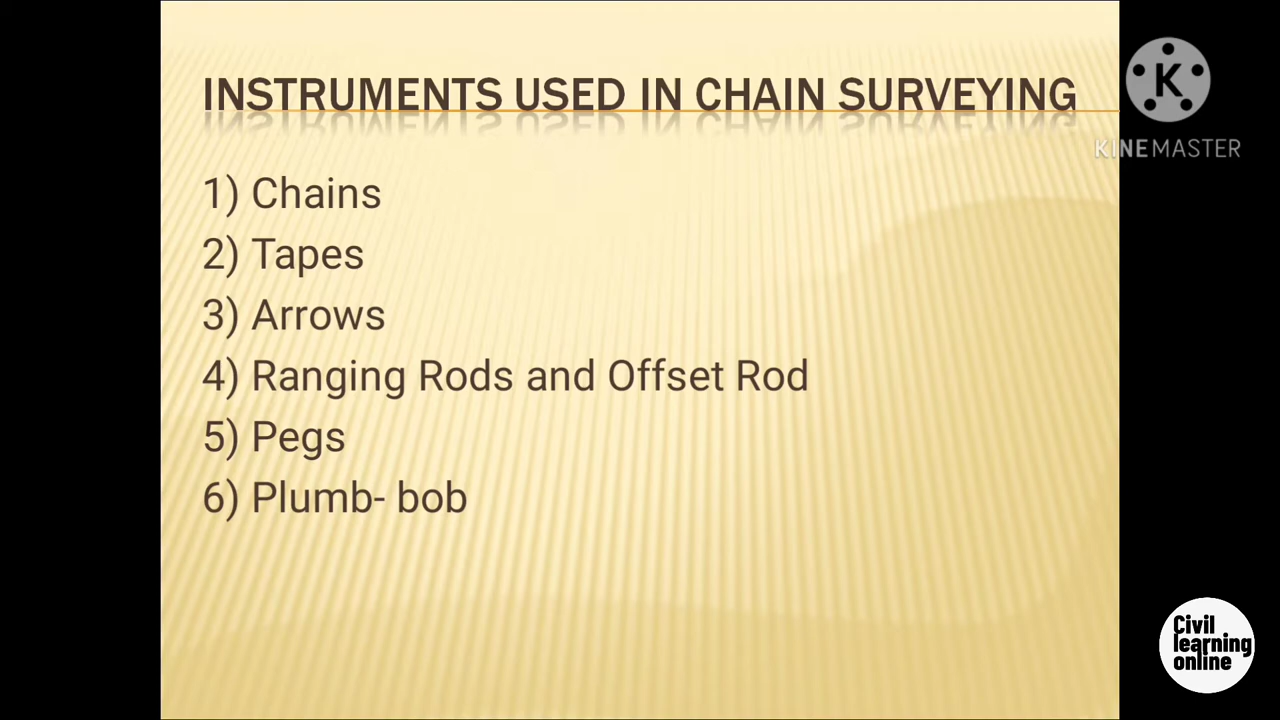 INSTRUMENTS USED IN CHAIN SURVEYING
K
KINEMASTER
1) Chains
2) Tapes
3) Arrows
4) Ranging Rods and Offset Rod
5) Pegs
6) Plumb- bob
Civil
learning
online